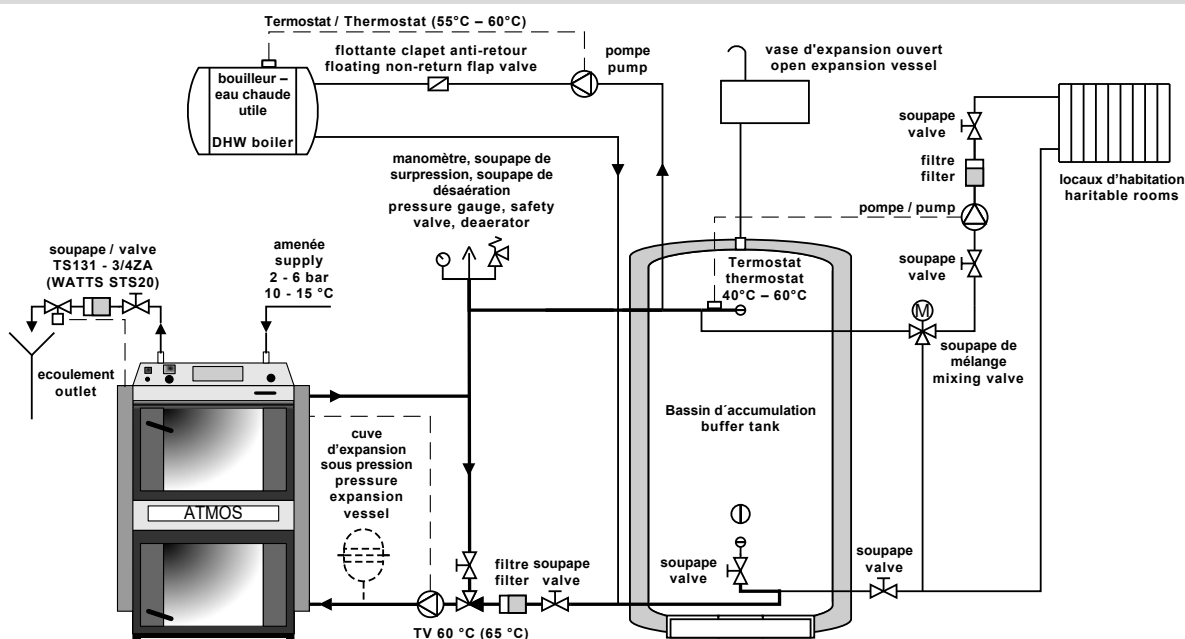 Termostat / Thermostat (55°C – 60°C)
flottante clapet anti-retour
floating non-return flap valve
pompe
pump
vase d'expansion ouvert
open expansion vessel
bouilleur –
eau chaude
utile
DHW boiler
soupape
valve
filtre
filter
locaux d'habitation
haritable rooms
manomètre, soupape de
surpression, soupape de
désaération
pressure gauge, safety
valve, deaerator
pompe / pump
soupape / valve
TS131 - 3/4ZA
(WATTS STS20)
amenée
supply
2 - 6 bar
10 - 15 °C
Termostat
thermostat
40°C – 60°C
soupape
valve
M
soupape de
mélange
mixing valve
ecoulement
outlet
Bassin d´accumulation
buffer tank
cuve
d'expansion
sous pression
pressure
expansion
vessel
ATMOS
filtre
filter
soupape
valve
soupape
valve
soupape
valve
TV 60 °C (65 °C)